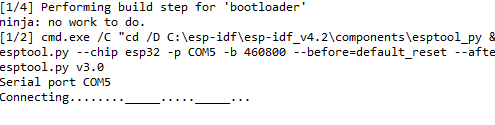 [1/4] Performing build step for 'bootloader'
ninja: no work to do.
[1/2] cmd.exe /C "cd /D C:\esp-idf\esp-idf_v4.2\components\esptool_py &
esptool.py --chip esp32 -p COM5 -b 460800 --before=default_reset --afte
esptool.py v3.0
Serial port COM5
Connecting........_____....._____...